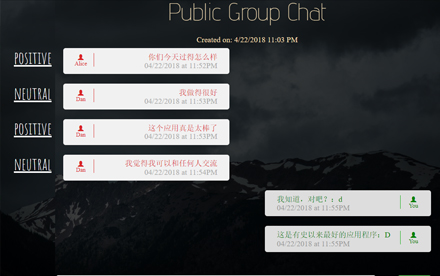 Public Group Chat
Created on: 4/22/2018 11:03 PM
POSITIVE
Alice
你们今天过得怎么样
04/22/2018 at 11:52PM
NEUTRAL
Dan
我做得很好
04/22/2018 at 11:53PM
POSITIVE
Dan
这个应用真是太棒了
04/22/2018 at 11:53PM
NEUTRAL
Dan
我觉得我可以和任何人交流
04/22/2018 at 11:54PM
我知道，对吧？：d
04/22/2018 at 11:55PM
You
这是有史以来最好的应用程序：D
04/22/2018 at 11:55PM
You